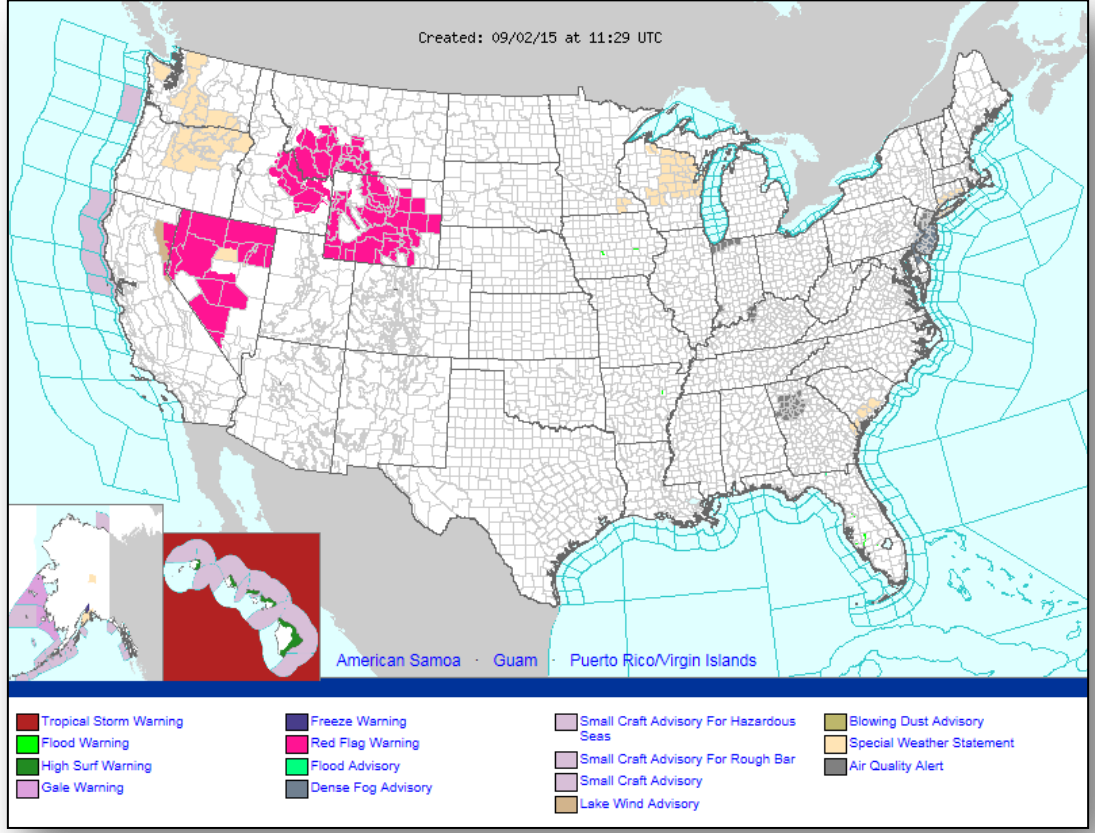 Created: 09/02/15 at 11:29 UTC
American Samoa · Guam · Puerto Rico/Virgin Islands
Tropical Storm Warning
Flood Warning
High Surf Warning
Gale Warning
Freeze Warning
Red Flag Warning
Flood Advisory
Dense Fog Advisory
Small Craft Advisory For Hazardous
Seas
Small Craft Advisory For Rough Bar
Small Craft Advisory
Lake Wind Advisory
Blowing Dust Advisory
Special Weather Statement
Air Quality Alert